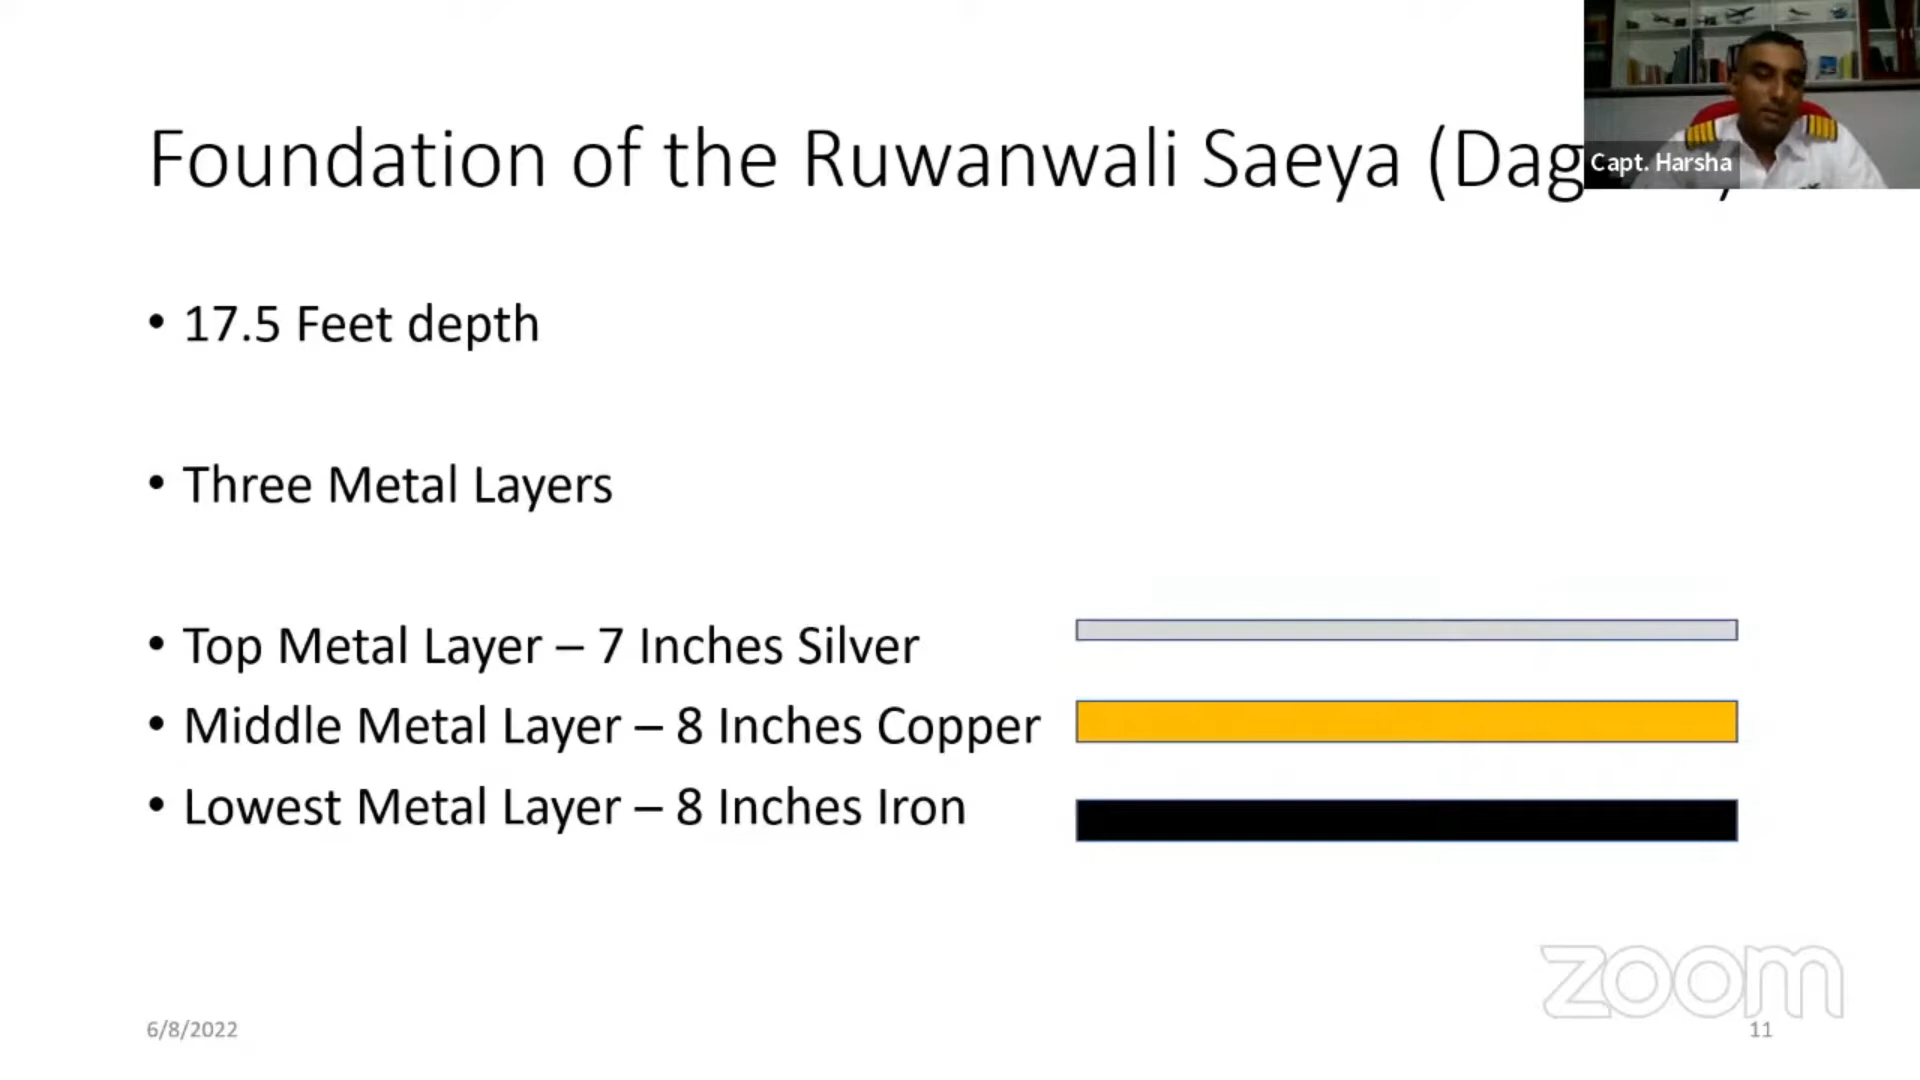 Foundation of the Ruwanwali Saeya
Capt. Harsha
• 17.5 Feet depth
• Three Metal Layers
• Top Metal Layer – 7 Inches Silver
• Middle Metal Layer – 8 Inches Copper
• Lowest Metal Layer – 8 Inches Iron
zoom
6/8/2022
11